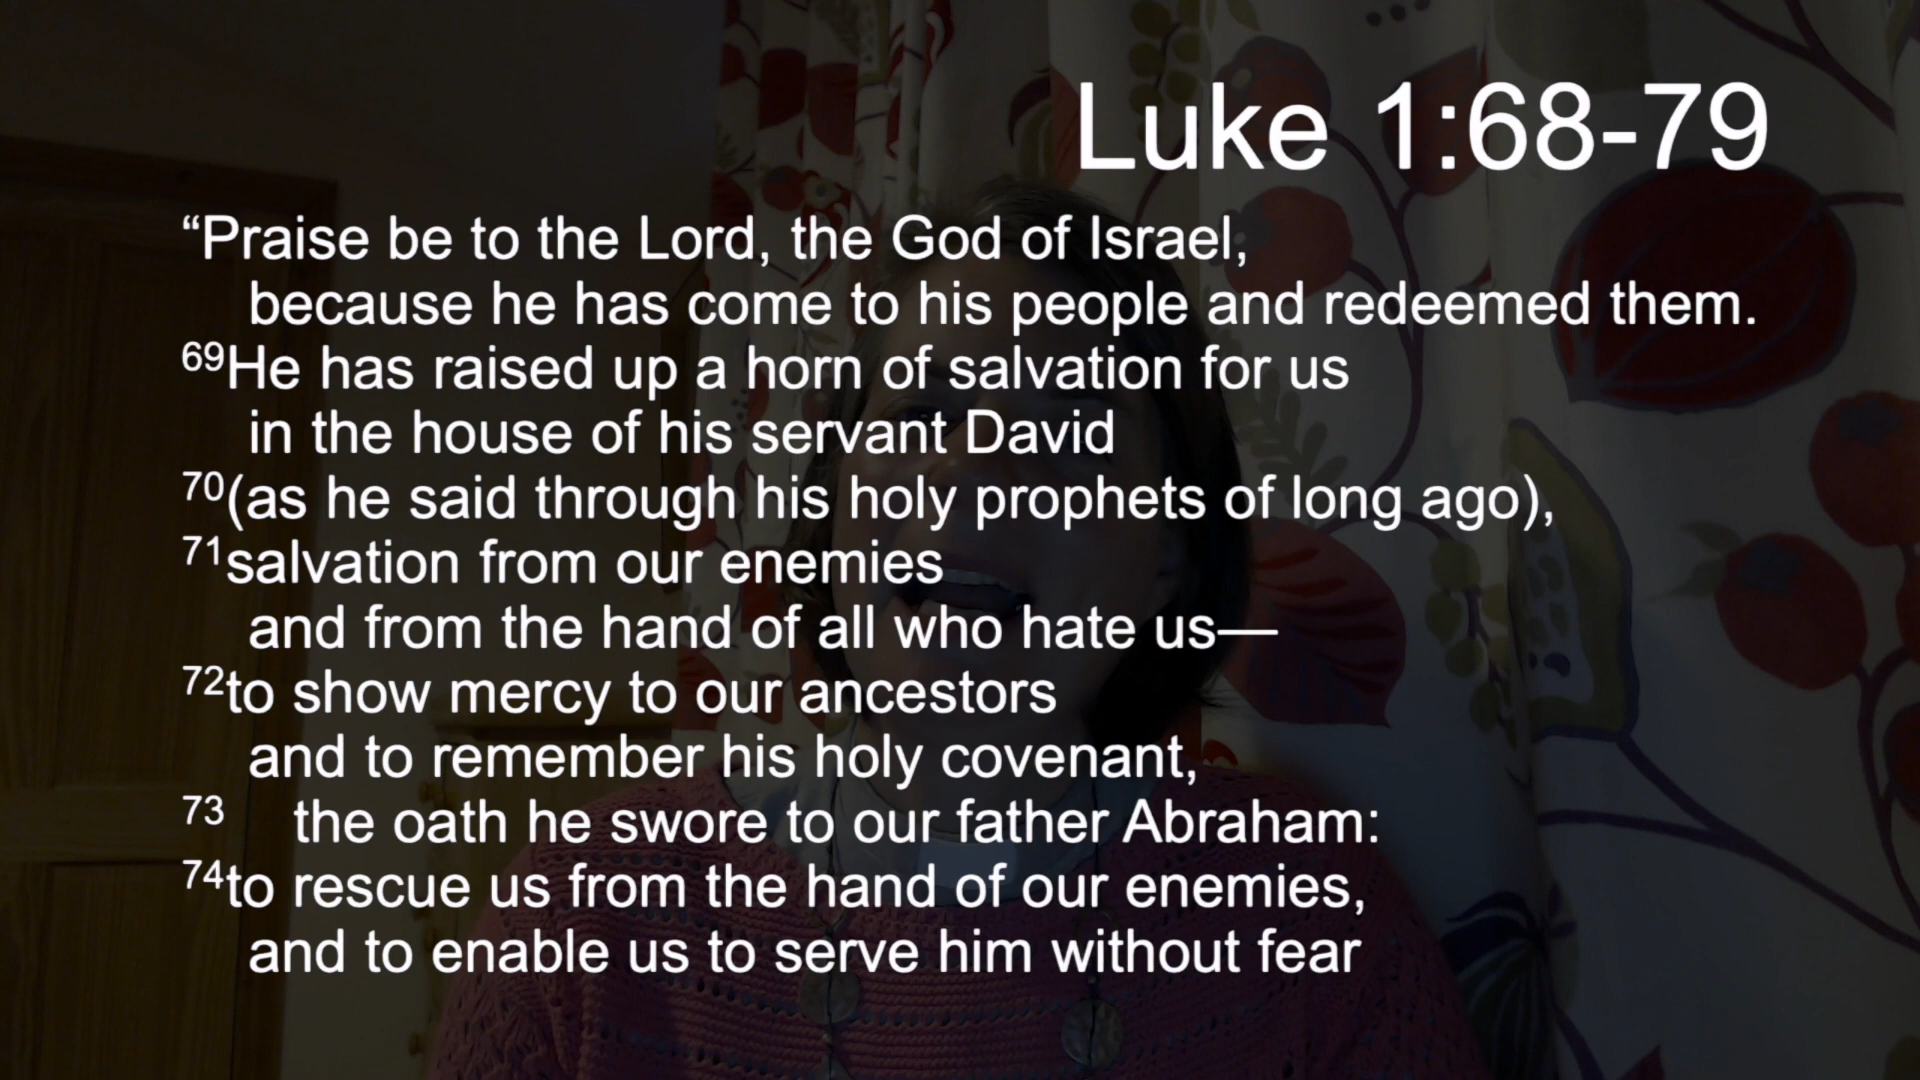 Luke 1:68-79
“Praise be to the Lord, the God of Israel,
because he has come to his people and redeemed them.
69He has raised up a horn of salvation for us
in the house of his servant David
70(as he said through his holy prophets of long ago),
71salvation from our enemies
and from the hand of all who hate us—
72to show mercy to our ancestors
and to remember his holy covenant,
73 the oath he swore to our father Abraham:
74to rescue us from the hand of our enemies,
and to enable us to serve him without fear